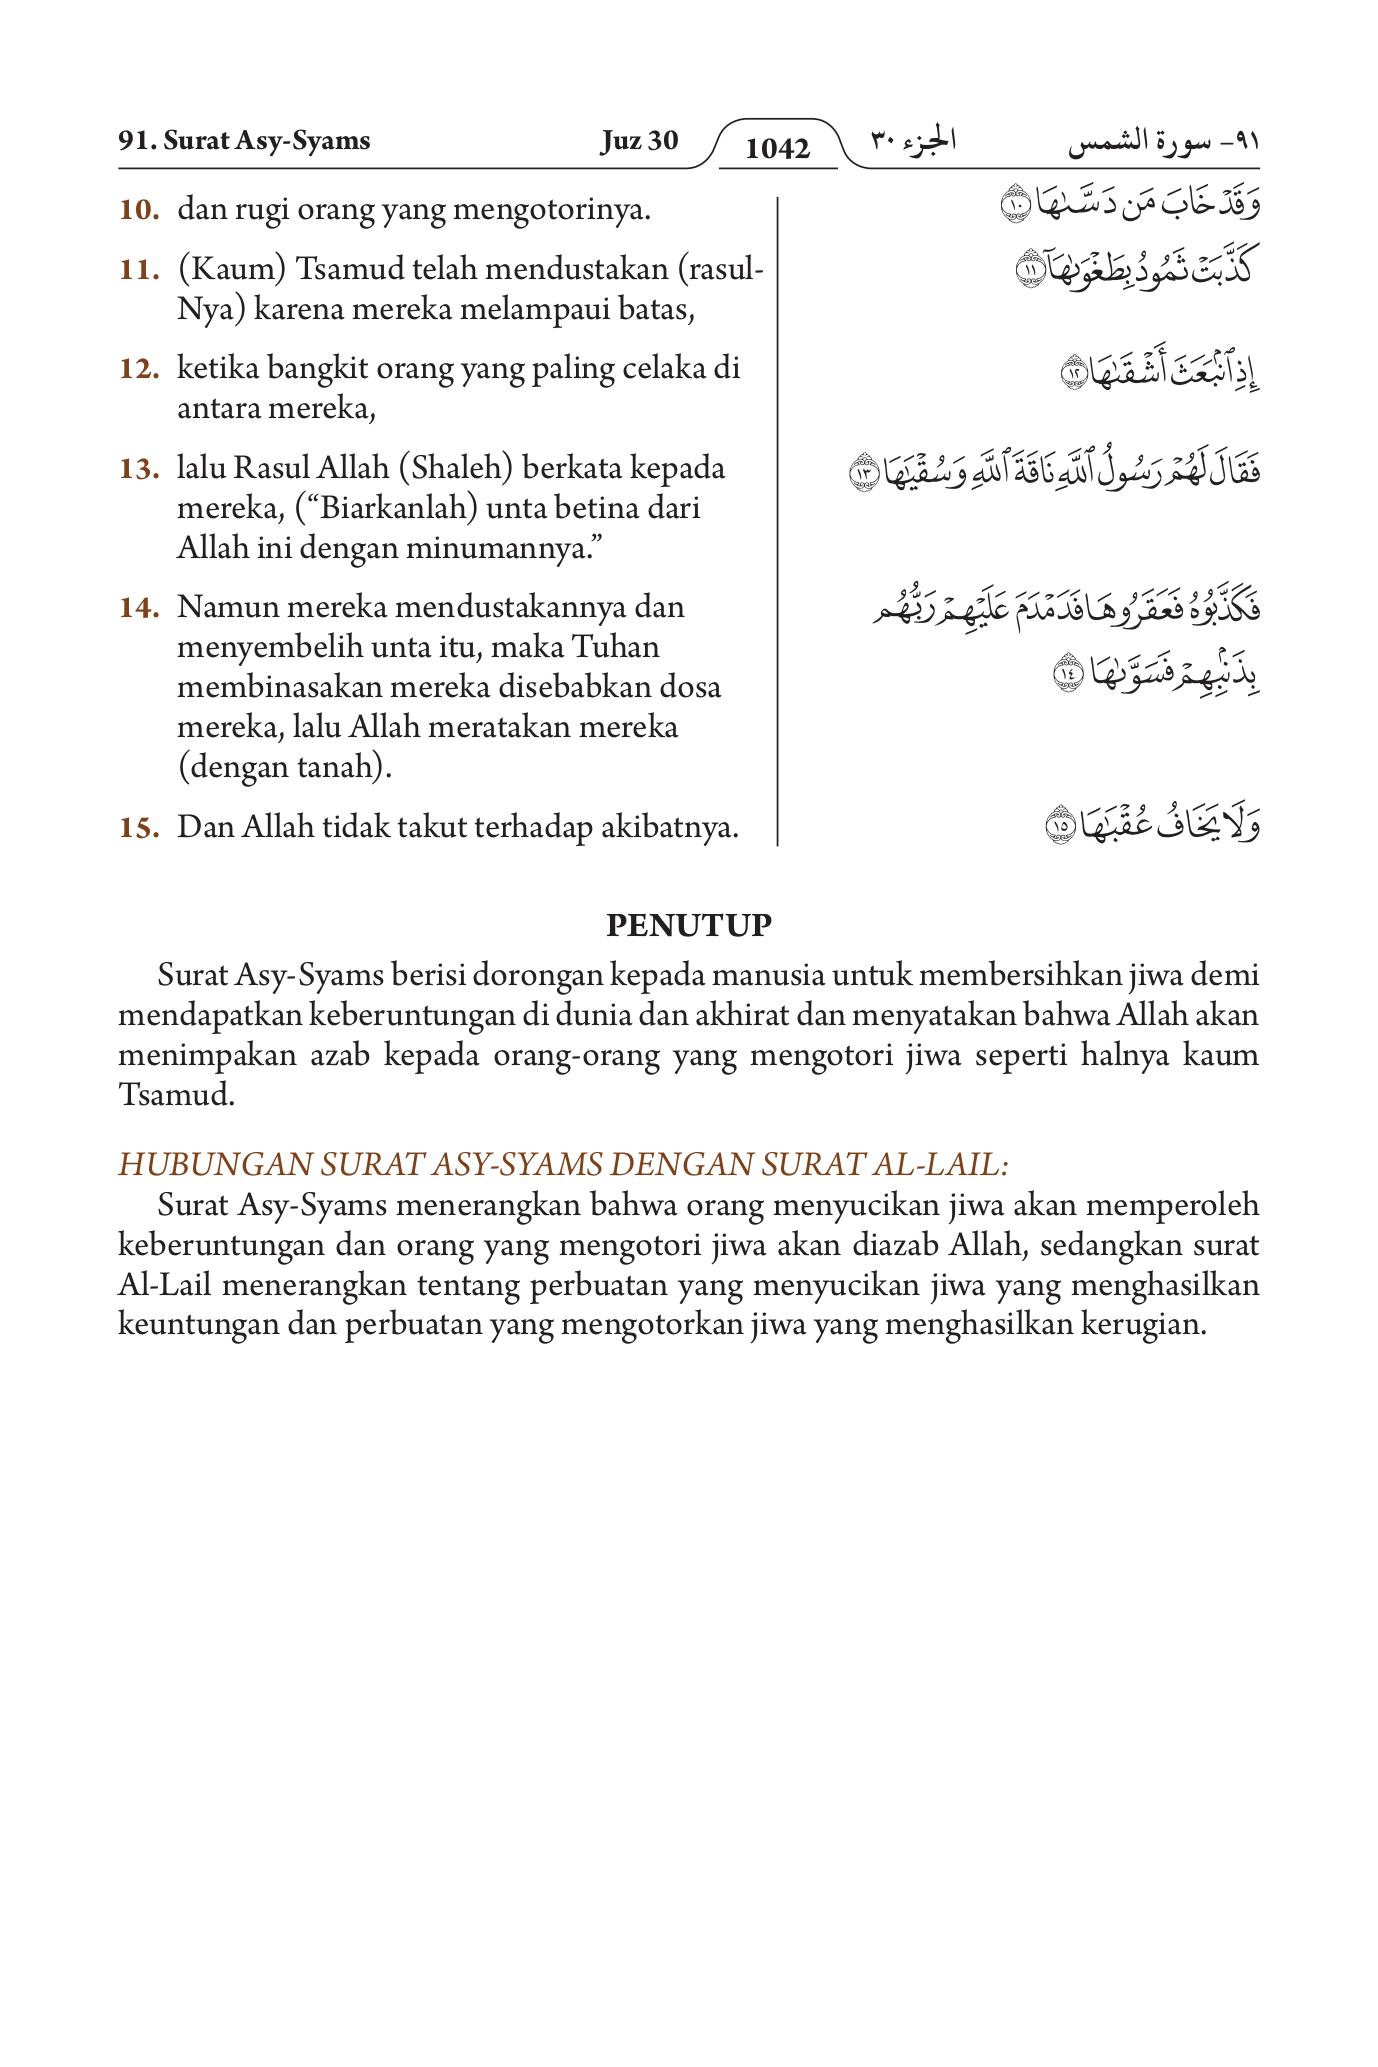 91. Surat Asy-Syams Juz 30 1042 الجزء ٣٠ ٩١- سورة الشمس
10. dan rugi orang yang mengotorinya.
وَقَدْ خَابَ مَن دَسَّىٰهَا ١٠
11. (Kaum) Tsamud telah mendustakan (rasul-
Nya) karena mereka melampaui batas,
كَذَّبَتْ ثَمُودُ بِطَغْوَىٰهَآ ١١
12. ketika bangkit orang yang paling celaka di
antara mereka,
إِذِ ٱنۢبَعَثَ أَشْقَىٰهَا ١٢
13. lalu Rasul Allah (Shaleh) berkata kepada
mereka, (“Biarkanlah) unta betina dari
Allah ini dengan minumannya.”
فَقَالَ لَهُمْ رَسُولُ ٱللَّهِ نَاقَةَ ٱللَّهِ وَسُقْيَٰهَا ١٣
14. Namun mereka mendustakannya dan
menyembelih unta itu, maka Tuhan
membinasakan mereka disebabkan dosa
mereka, lalu Allah meratakan mereka
(dengan tanah).
فَكَذَّبُوهُ فَعَقَرُوهَا فَدَمْدَمَ عَلَيْهِمْ رَبُّهُم
بِذَنۢبِهِمْ فَسَوَّىٰهَا ١٤
15. Dan Allah tidak takut terhadap akibatnya.
وَلَا يَخَافُ عُقْبَٰهَا ١٥
PENUTUP
Surat Asy-Syams berisi dorongan kepada manusia untuk membersihkan jiwa demi
mendapatkan keberuntungan di dunia dan akhirat dan menyatakan bahwa Allah akan
menimpakan azab kepada orang-orang yang mengotori jiwa seperti halnya kaum
Tsamud.
HUBUNGAN SURAT ASY-SYAMS DENGAN SURAT AL-LAIL:
Surat Asy-Syams menerangkan bahwa orang menyucikan jiwa akan memperoleh
keberuntungan dan orang yang mengotori jiwa akan diazab Allah, sedangkan surat
Al-Lail menerangkan tentang perbuatan yang menyucikan jiwa yang menghasilkan
keuntungan dan perbuatan yang mengotorkan jiwa yang menghasilkan kerugian.